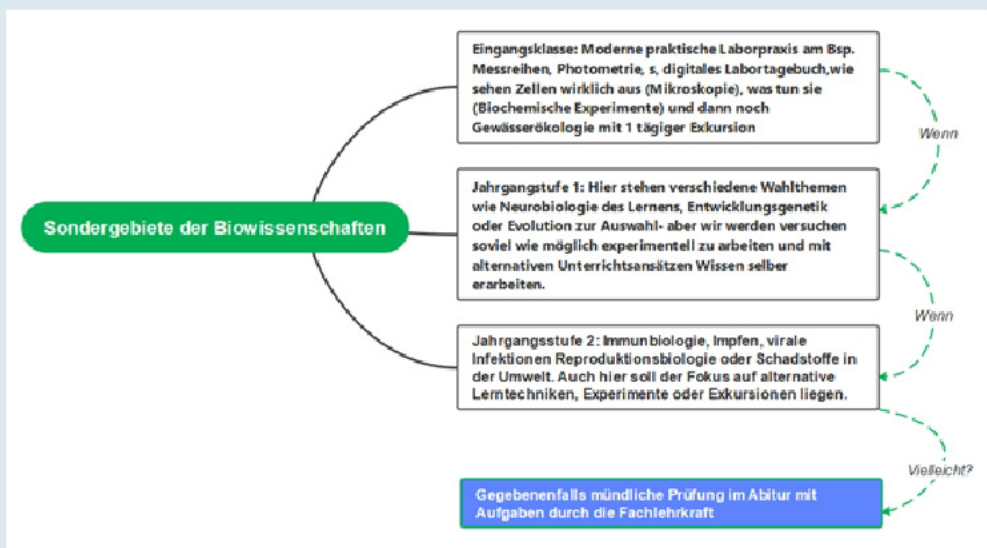 Sondergebiete der Biowissenschaften
Eingangsklasse: Moderne praktische Laborpraxis am Bsp.
Messreihen, Photometrie, s, digitales Labortagebuch,wie
sehen Zellen wirklich aus (Mikroskopie), was tun sie
(Biochemische Experimente) und dann noch
Gewässerökologie mit 1 tägiger Exkursion
Wenn
Jahrgangstufe 1: Hier stehen verschiedene Wahlthemen
wie Neurobiologie des Lernens, Entwicklungsgenetik
oder Evolution zur Auswahl- aber wir werden versuchen
soviel wie möglich experimentell zu arbeiten und mit
alternativen Unterrichtsansätzen Wissen selber
erarbeiten.
Wenn
Jahrgangsstufe 2: Immunbiologie, Impfen, virale
Infektionen Reproduktionsbiologie oder Schadstoffe in
der Umwelt. Auch hier soll der Fokus auf alternative
Lerntechniken, Experimente oder Exkursionen liegen.
Vielleicht?
Gegebenenfalls mündliche Prüfung im Abitur mit
Aufgaben durch die Fachlehrkraft